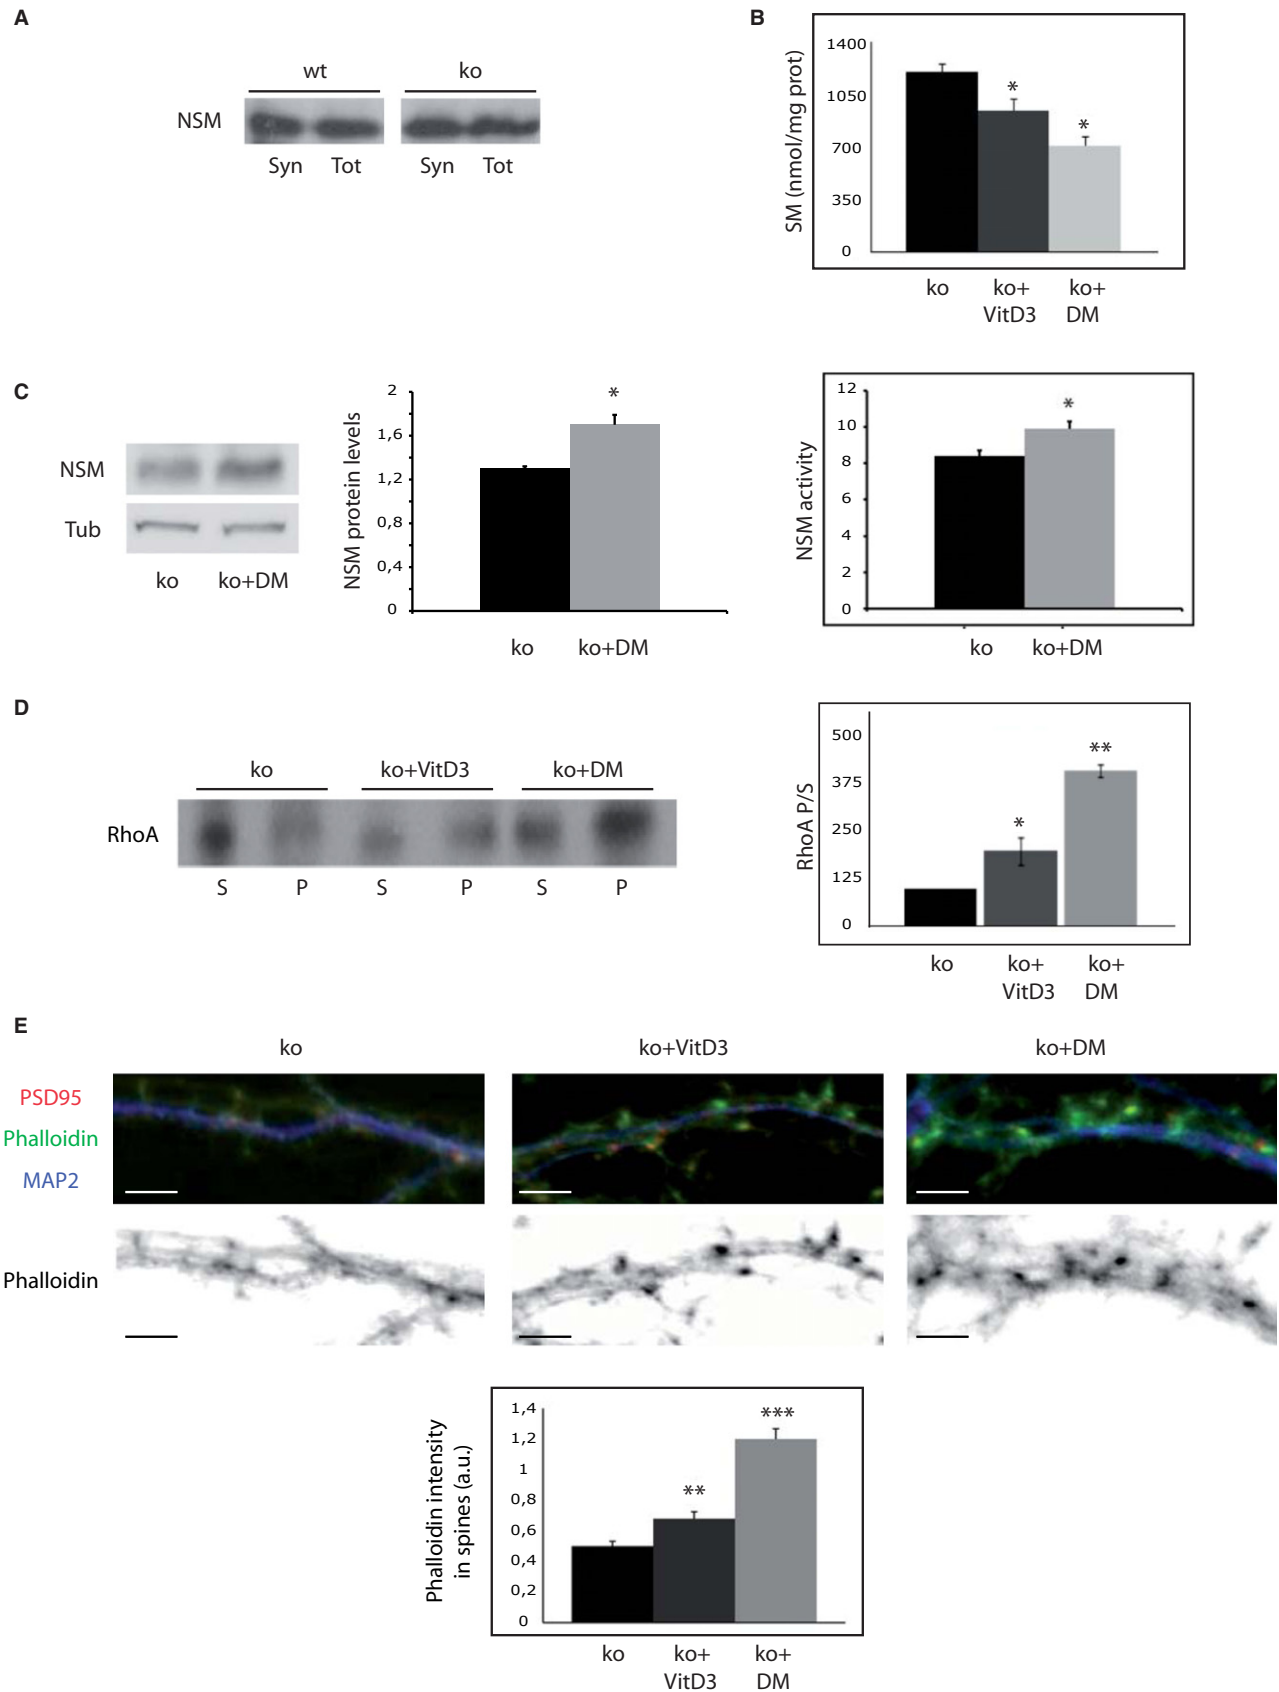 A
wt
ko
NSM
Syn
Tot
Syn
Tot
B
SM (nmol/mg prot)
1400
1050
700
350
0
*
*
ko
ko+
VitD3
ko+
DM
C
NSM
Tub
ko
ko+DM
NSM protein levels
2
1,6
1,2
0,8
0,4
0
*
ko
ko+DM
NSM activity
12
10
8
6
4
2
0
*
ko
ko+DM
D
ko
ko+VitD3
ko+DM
RhoA
S
P
S
P
S
P
RhoA P/S
500
375
250
125
0
*
**
ko
ko+
VitD3
ko+
DM
E
ko
ko+VitD3
ko+DM
PSD95
Phalloidin
MAP2
Phalloidin
Phalloidin intensity
in spines (a.u.)
1,4
1,2
1
0,8
0,6
0,4
0,2
0
**
***
ko
ko+
VitD3
ko+
DM